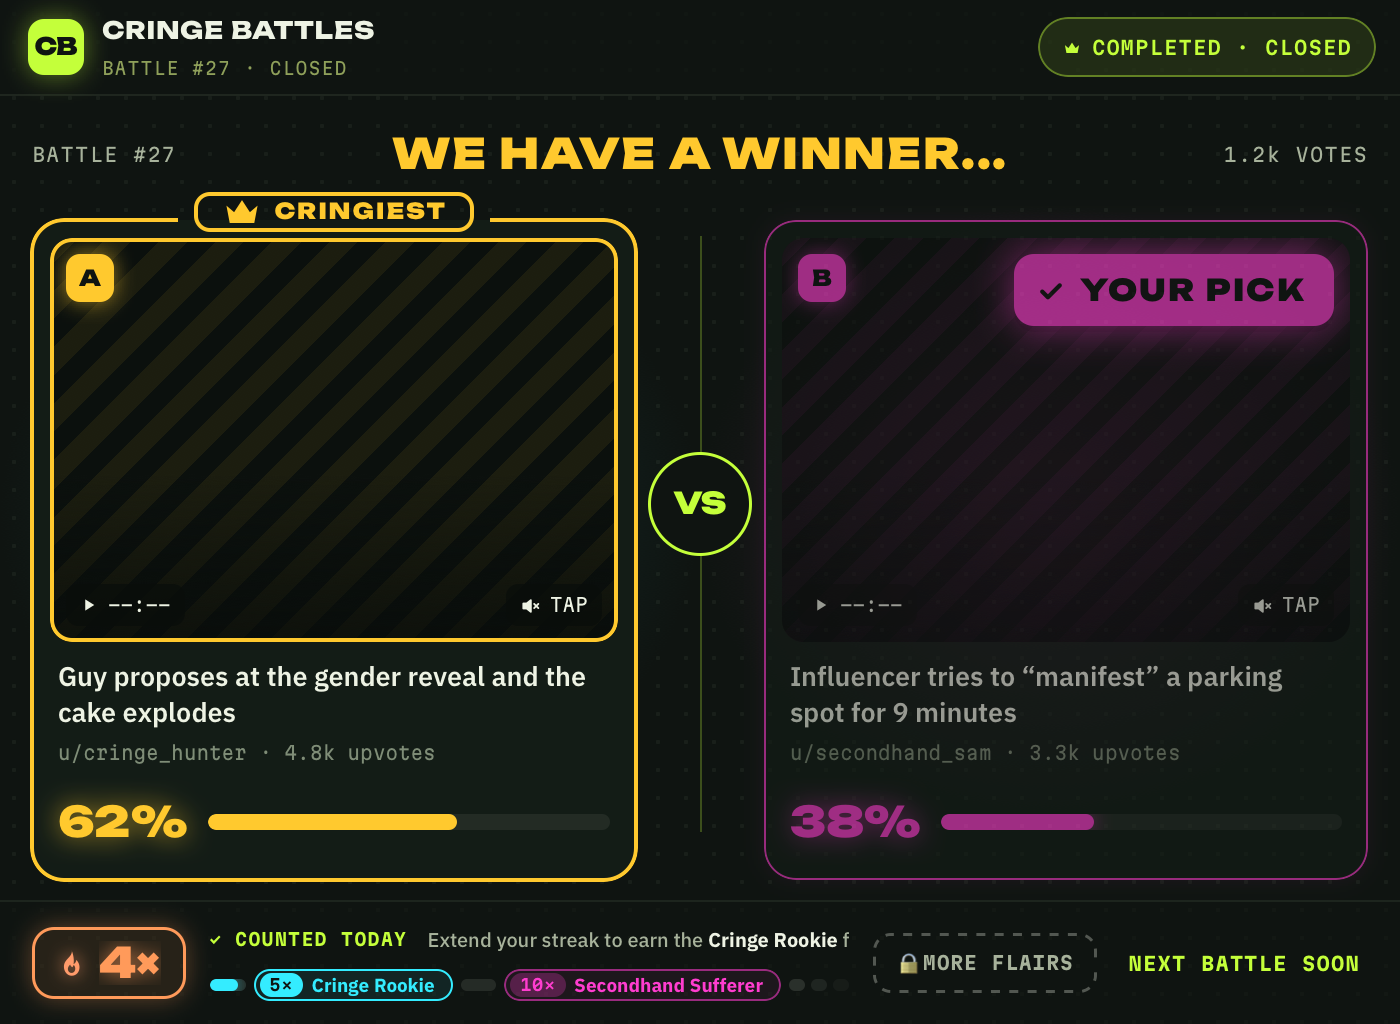 CB
CRINGE BATTLES
BATTLE #27 · CLOSED
COMPLETED · CLOSED
BATTLE #27
WE HAVE A WINNER...
1.2k VOTES
CRINGIEST
A
--:--
TAP
Guy proposes at the gender reveal and the
cake explodes
u/cringe_hunter · 4.8k upvotes
62%
VS
B
YOUR PICK
--:--
TAP
Influencer tries to “manifest” a parking
spot for 9 minutes
u/secondhand_sam · 3.3k upvotes
38%
4×
COUNTED TODAY Extend your streak to earn the Cringe Rookie f
5× Cringe Rookie 10× Secondhand Sufferer
MORE FLAIRS
NEXT BATTLE SOON